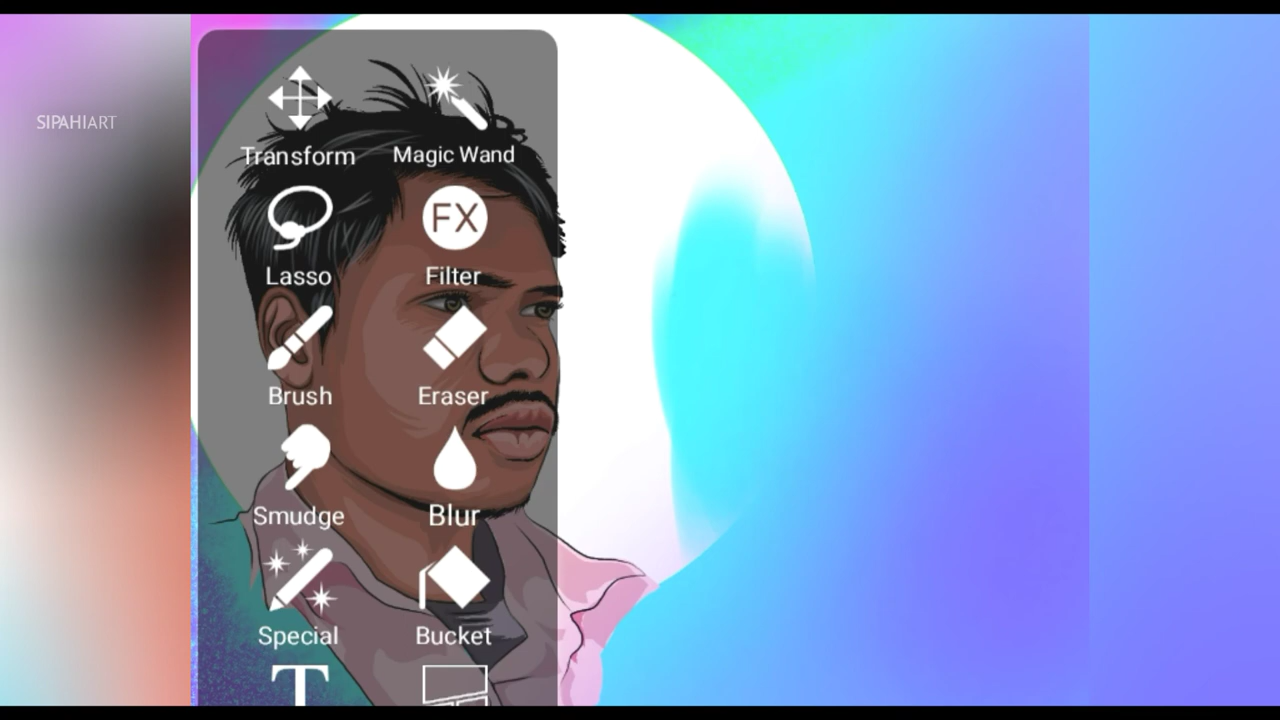 SIPAHIART
Transform
Magic Wand
Lasso
FX
Filter
Brush
Eraser
Smudge
Blur
Special
Bucket
T